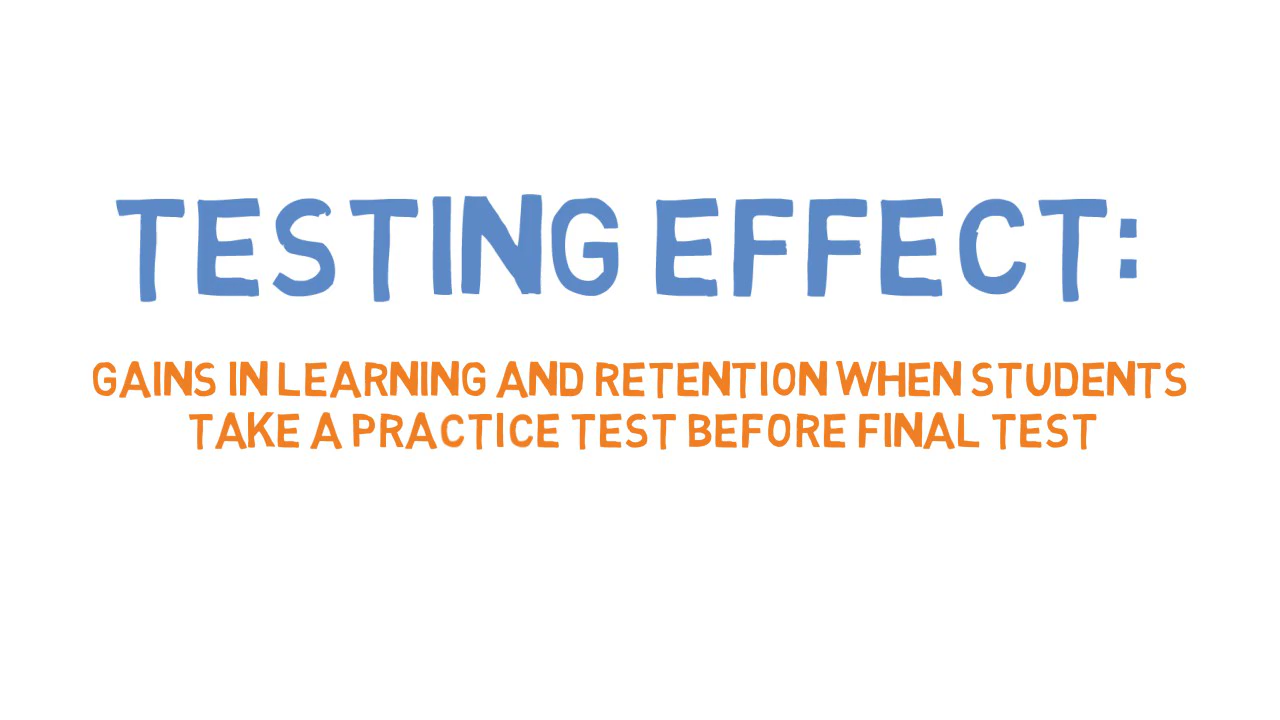 TESTING EFFECT:
GAINS IN LEARNING AND RETENTION WHEN STUDENTS
TAKE A PRACTICE TEST BEFORE FINAL TEST